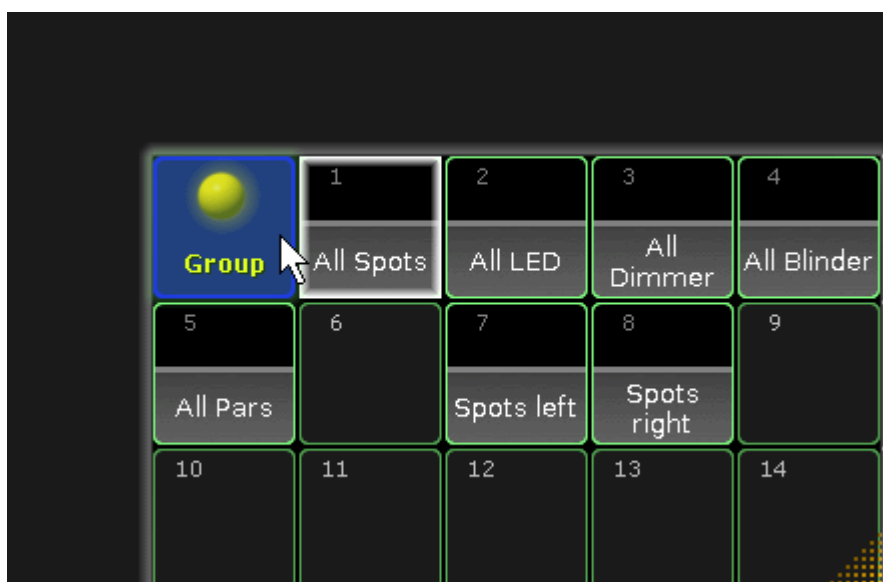 1
2
3
4
Group
All Spots
All LED
All
Dimmer
All Blinder
5
6
7
8
9
All Pars
Spots left
Spots
right
10
11
12
13
14